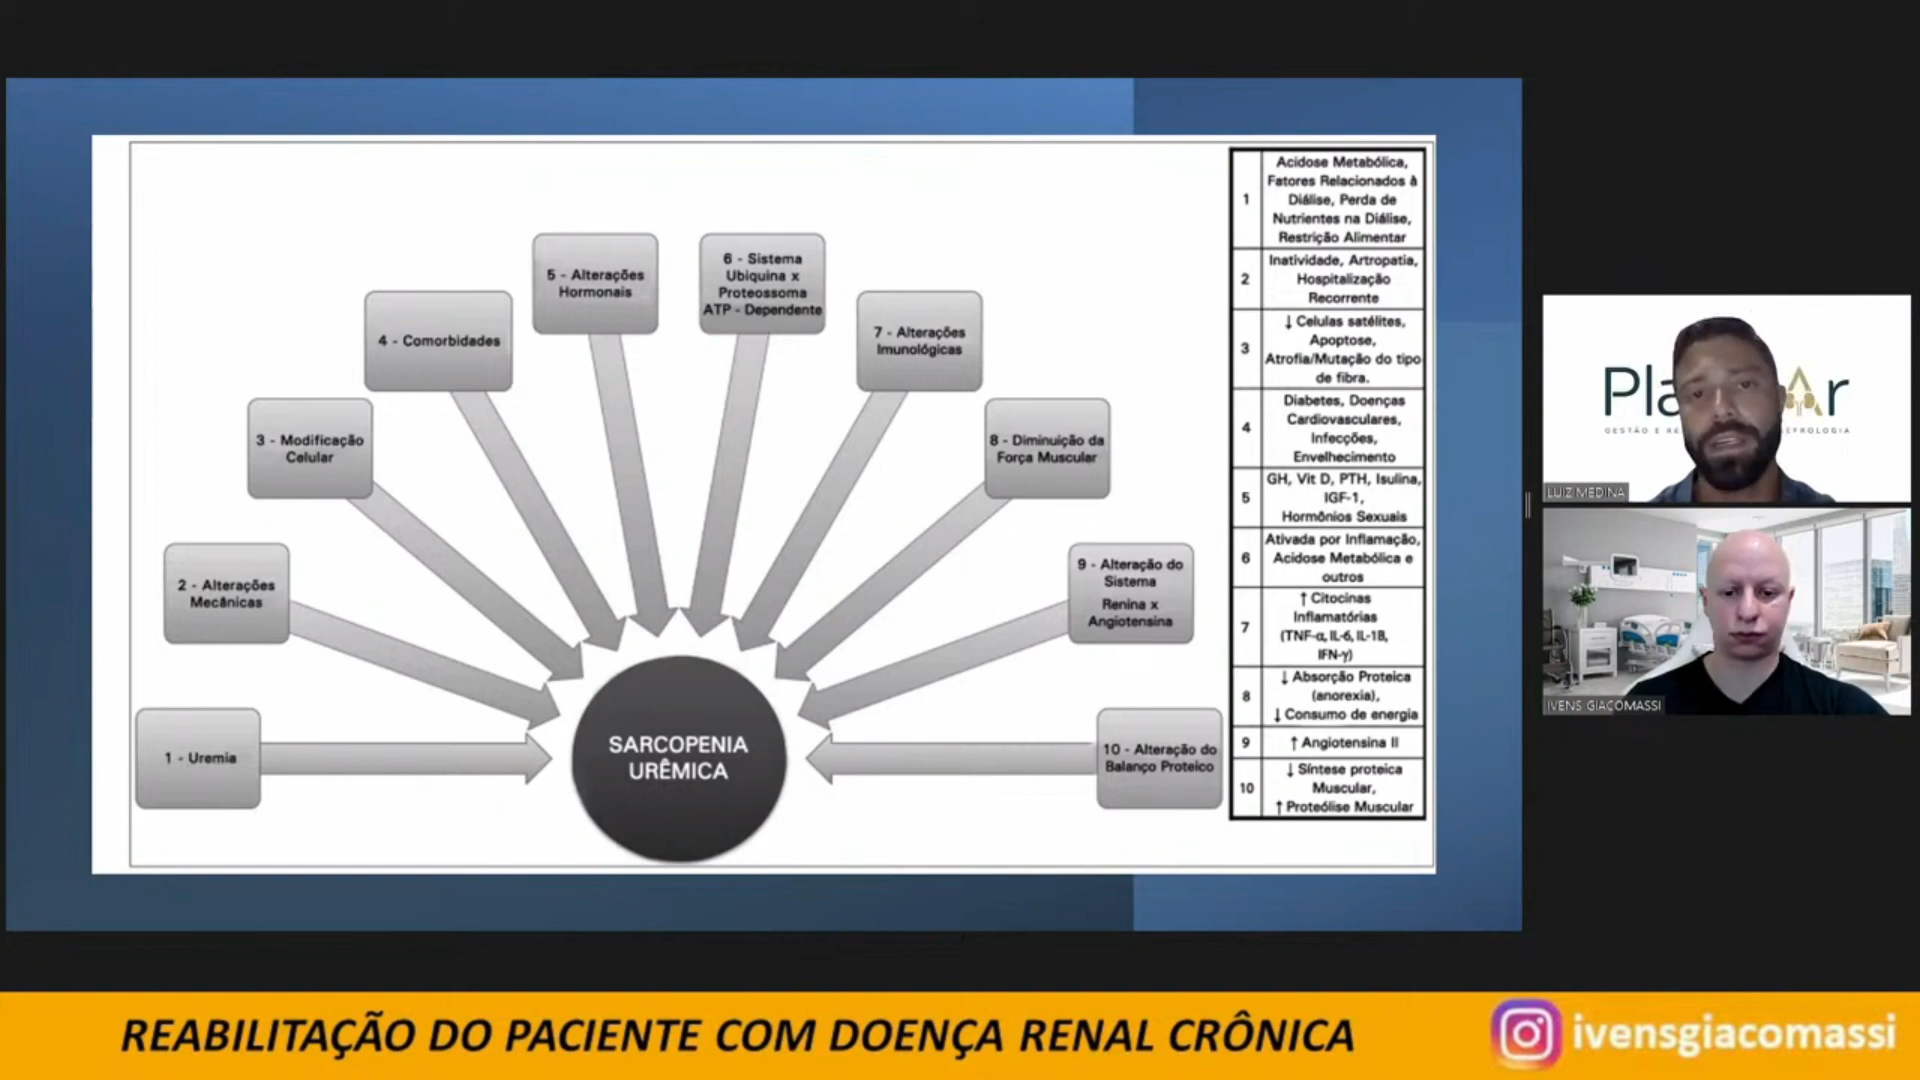 5 - Alterações
Hormonais
6 - Sistema
Ubiquina x
Proteossoma
ATP - Dependente
4 - Comorbidades
7 - Alterações
Imunológicas
3 - Modificação
Celular
8 - Diminuição da
Força Muscular
2 - Alterações
Mecânicas
9 - Alteração do
Sistema
Renina x
Angiotensina
1 - Uremia
SARCOPENIA
URÊMICA
10 - Alteração do
Balanço Proteico
1
Acidose Metabólica,
Fatores Relacionados à
Diálise, Perda de
Nutrientes na Diálise,
Restrição Alimentar
2
Inatividade, Artropatia,
Hospitalização
Recorrente
3
↓ Celulas satélites,
Apoptose,
Atrofia/Mutação do tipo
de fibra.
4
Diabetes, Doenças
Cardiovasculares,
Infecções,
Envelhecimento
5
GH, Vit D, PTH, Isulina,
IGF-1,
Hormônios Sexuais
6
Ativada por Inflamação,
Acidose Metabólica e
outros
7
↑ Citocinas
Inflamatórias
(TNF-α, IL-6, IL-1B,
IFN-γ)
8
↓ Absorção Proteica
(anorexia),
↓ Consumo de energia
9
↑ Angiotensina II
10
↓ Síntese proteica
Muscular,
↑ Proteólise Muscular
LUIZ MEDINA
IVENS GIACOMASSI
REABILITAÇÃO DO PACIENTE COM DOENÇA RENAL CRÔNICA
ivensgiacomassi